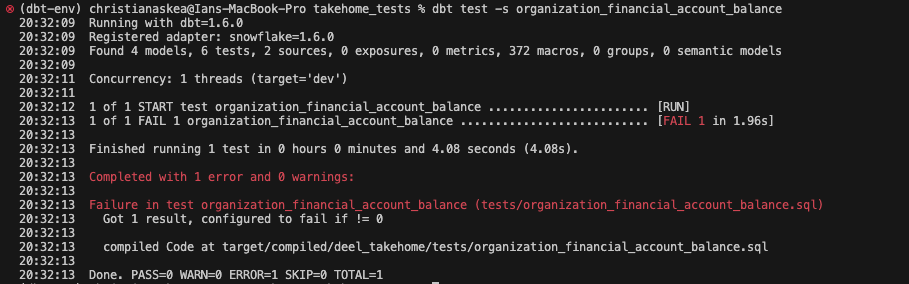 (dbt-env) christianaskea@Ians-MacBook-Pro takehome_tests % dbt test -s organization_financial_account_balance
20:32:09 Running with dbt=1.6.0
20:32:09 Registered adapter: snowflake=1.6.0
20:32:09 Found 4 models, 6 tests, 2 sources, 0 exposures, 0 metrics, 372 macros, 0 groups, 0 semantic models
20:32:09
20:32:11 Concurrency: 1 threads (target='dev')
20:32:11
20:32:12 1 of 1 START test organization_financial_account_balance ........................ [RUN]
20:32:13 1 of 1 FAIL 1 organization_financial_account_balance ............................ [FAIL 1 in 1.96s]
20:32:13
20:32:13 Finished running 1 test in 0 hours 0 minutes and 4.08 seconds (4.08s).
20:32:13
20:32:13 Completed with 1 error and 0 warnings:
20:32:13
20:32:13 Failure in test organization_financial_account_balance (tests/organization_financial_account_balance.sql)
20:32:13 Got 1 result, configured to fail if != 0
20:32:13
20:32:13 compiled Code at target/compiled/deel_takehome/tests/organization_financial_account_balance.sql
20:32:13
20:32:13 Done. PASS=0 WARN=0 ERROR=1 SKIP=0 TOTAL=1